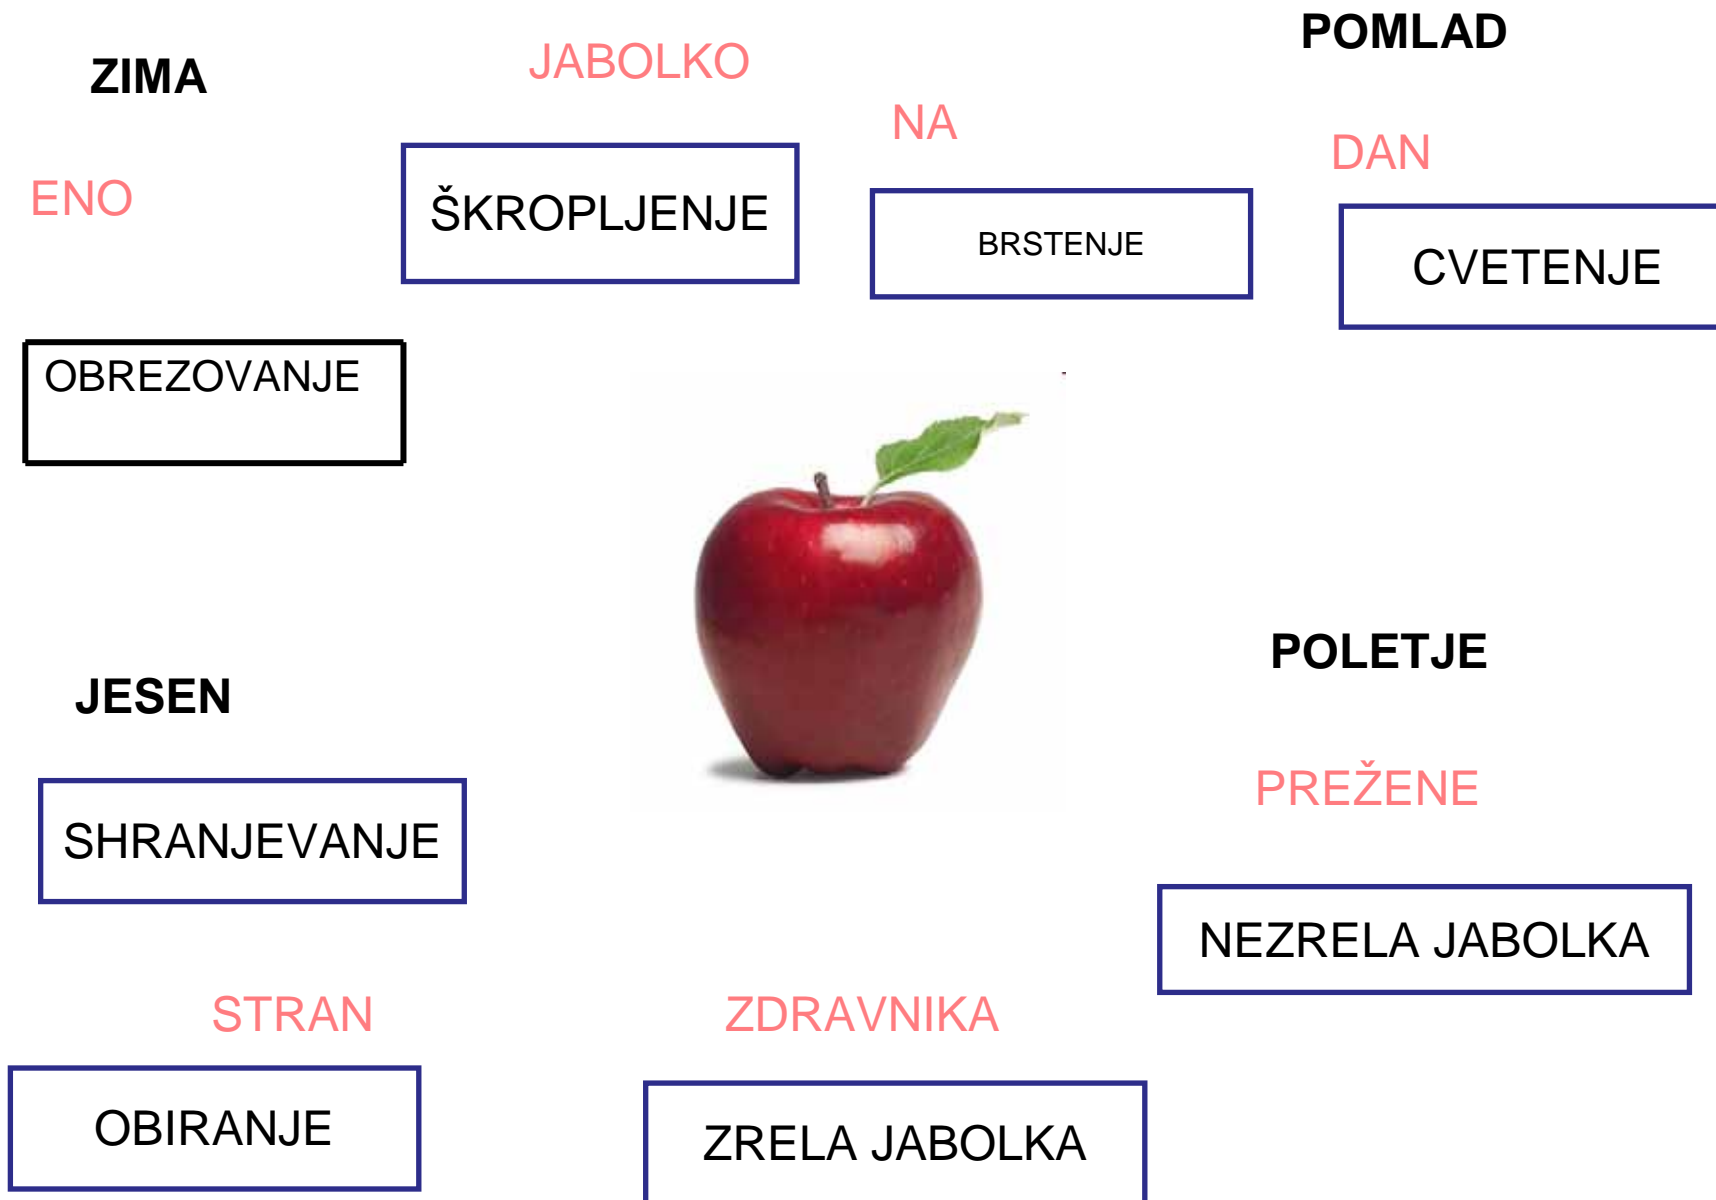 ZIMA
JABOLKO
POMLAD
NA
DAN
ENO
ŠKROPLJENJE
BRSTENJE
CVETENJE
OBREZOVANJE
JESEN
POLETJE
PREŽENE
SHRANJEVANJE
NEZRELA JABOLKA
STRAN
ZDRAVNIKA
OBIRANJE
ZRELA JABOLKA